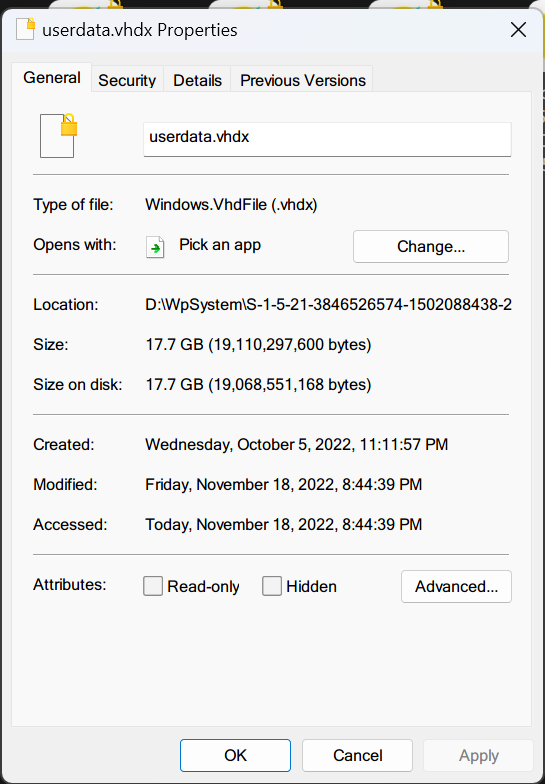 userdata.vhdx Properties
General Security Details Previous Versions
userdata.vhdx
Type of file: Windows.VhdFile (.vhdx)
Opens with: Pick an app Change...
Location: D:\WpSystem\S-1-5-21-3846526574-1502088438-2
Size: 17.7 GB (19,110,297,600 bytes)
Size on disk: 17.7 GB (19,068,551,168 bytes)
Created: Wednesday, October 5, 2022, 11:11:57 PM
Modified: Friday, November 18, 2022, 8:44:39 PM
Accessed: Today, November 18, 2022, 8:44:39 PM
Attributes: Read-only Hidden Advanced...
OK Cancel Apply